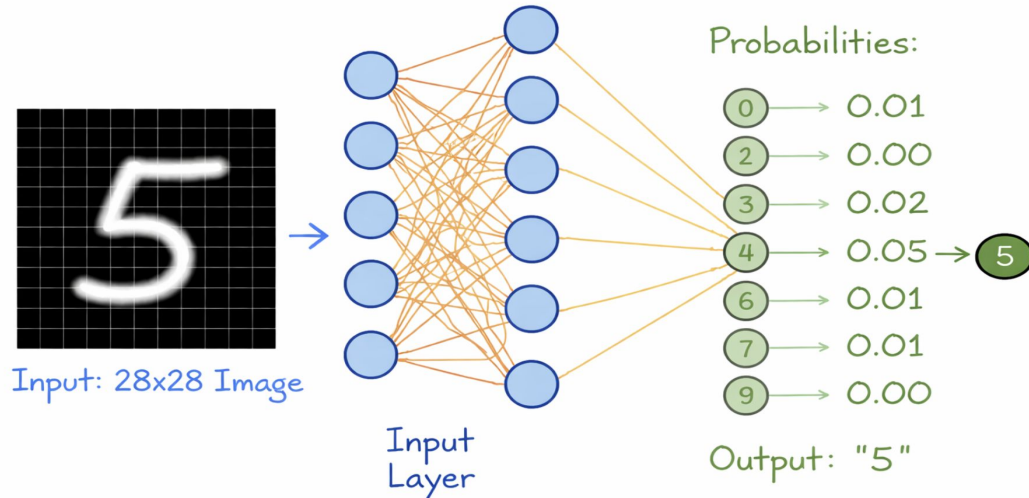 Probabilities:
0 → 0.01
2 → 0.00
3 → 0.02
4 → 0.05 → 5
6 → 0.01
7 → 0.01
9 → 0.00
Input: 28x28 Image
Input
Layer
Output: "5"